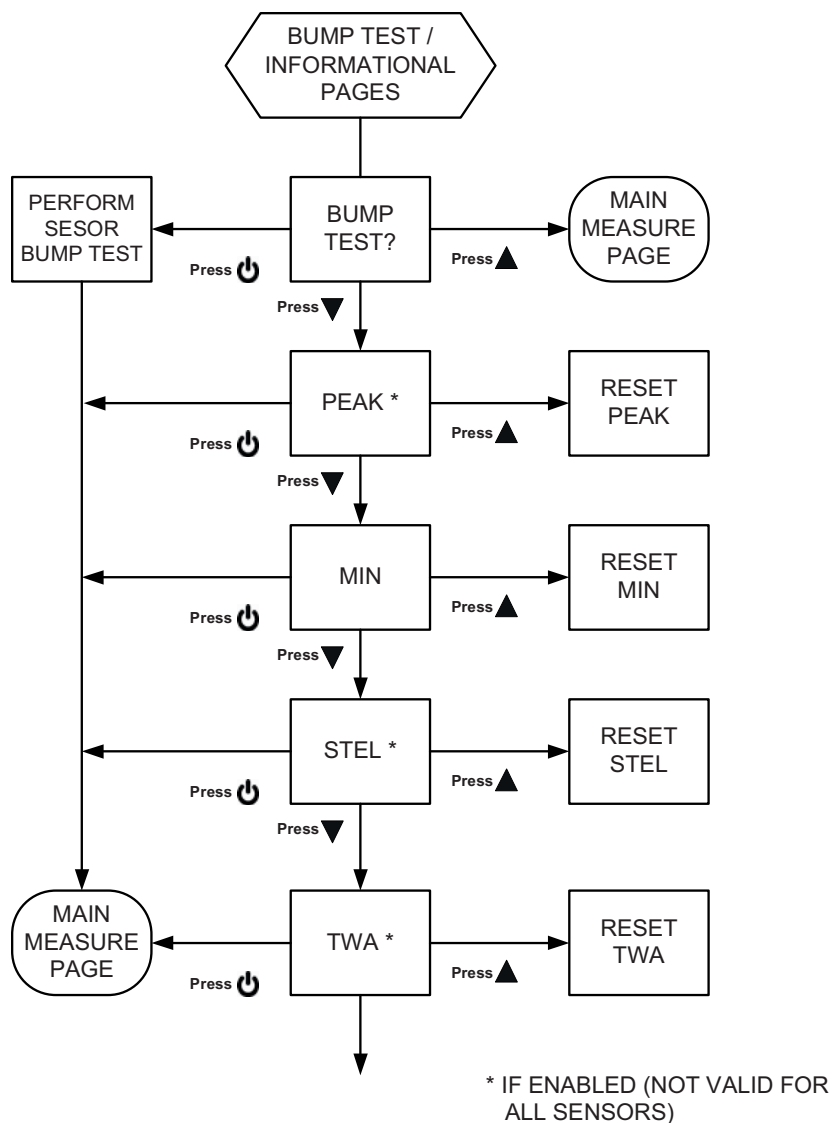 BUMP TEST /
INFORMATIONAL
PAGES
PERFORM
SESOR
BUMP TEST
BUMP
TEST?
MAIN
MEASURE
PAGE
Press
Press
Press
PEAK *
RESET
PEAK
Press
Press
Press
MIN
RESET
MIN
Press
Press
Press
STEL *
RESET
STEL
Press
Press
Press
MAIN
MEASURE
PAGE
TWA *
RESET
TWA
Press
Press
* IF ENABLED (NOT VALID FOR
ALL SENSORS)